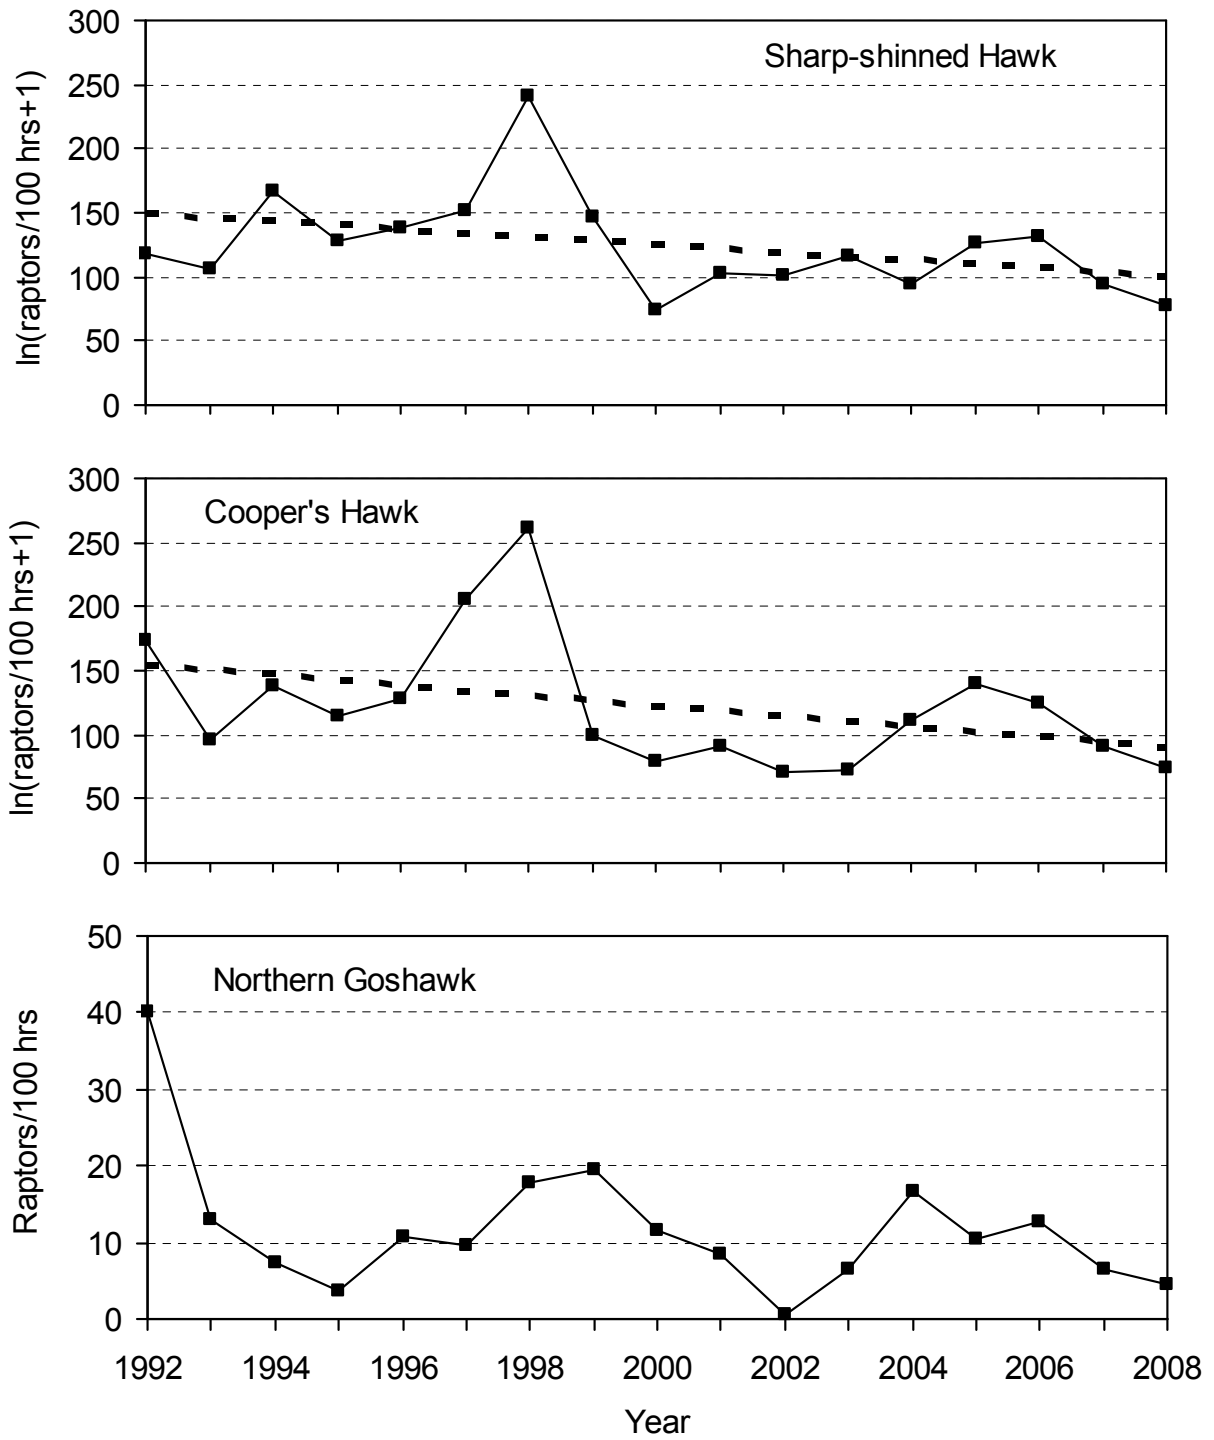 300
250
200
150
100
50
0
ln(raptors/100 hrs+1)
Sharp-shinned Hawk
300
250
200
150
100
50
0
ln(raptors/100 hrs+1)
Cooper's Hawk
50
40
30
20
10
0
Raptors/100 hrs
Northern Goshawk
1992 1994 1996 1998 2000 2002 2004 2006 2008
Year